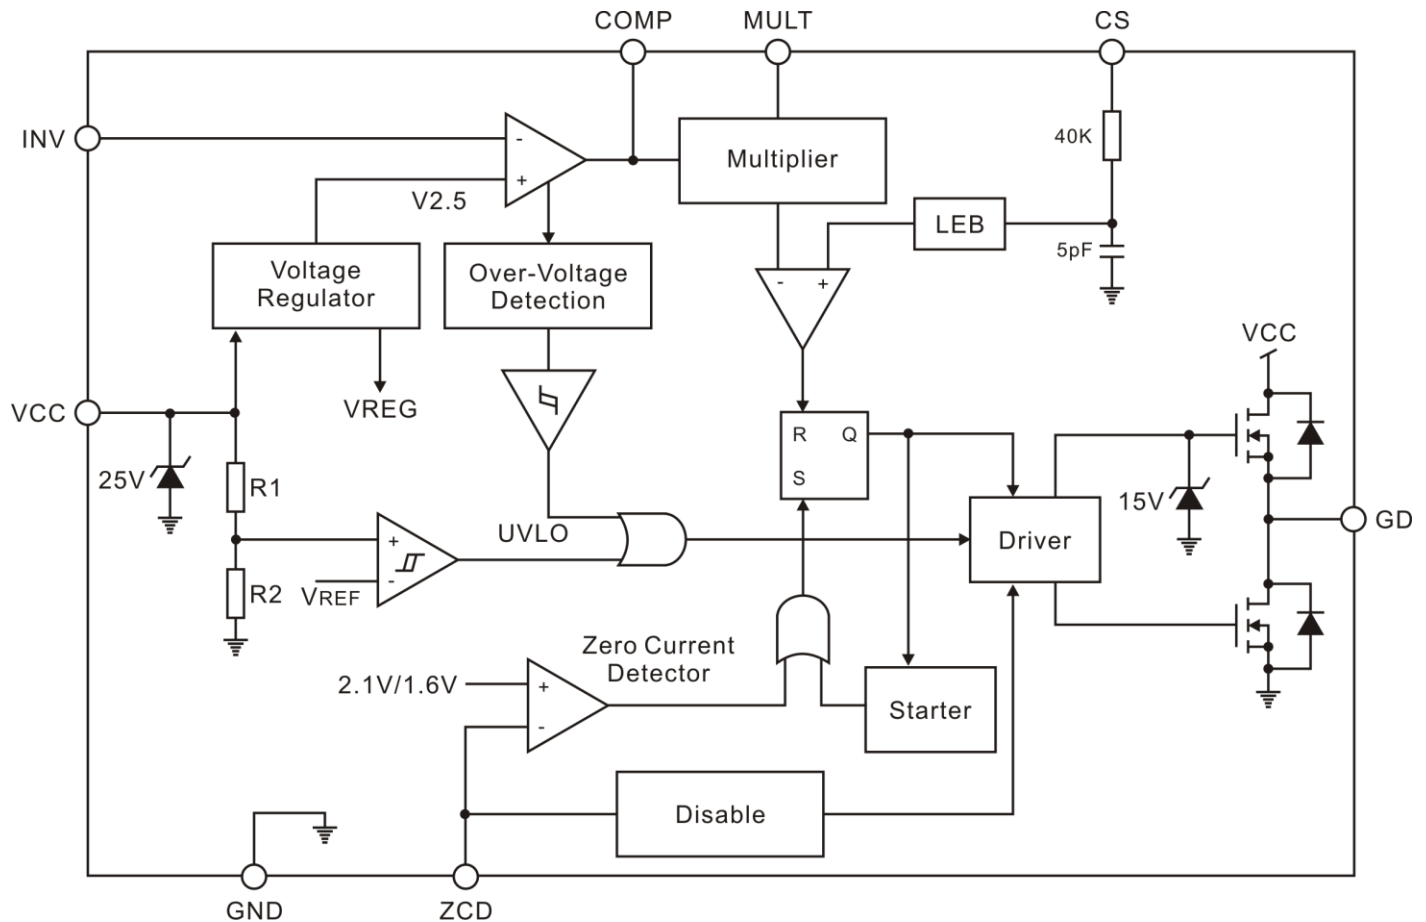 COMP MULT CS
INV
-
+
V2.5
Multiplier
40K
LEB
5pF
Voltage
Regulator
Over-Voltage
Detection
- +
VCC
VREG
VCC
R Q
S
25V
R1
15V
UVLO
GD
+
-
VREF
Driver
R2
Zero Current
Detector
2.1V/1.6V
+
-
Starter
Disable
GND
ZCD